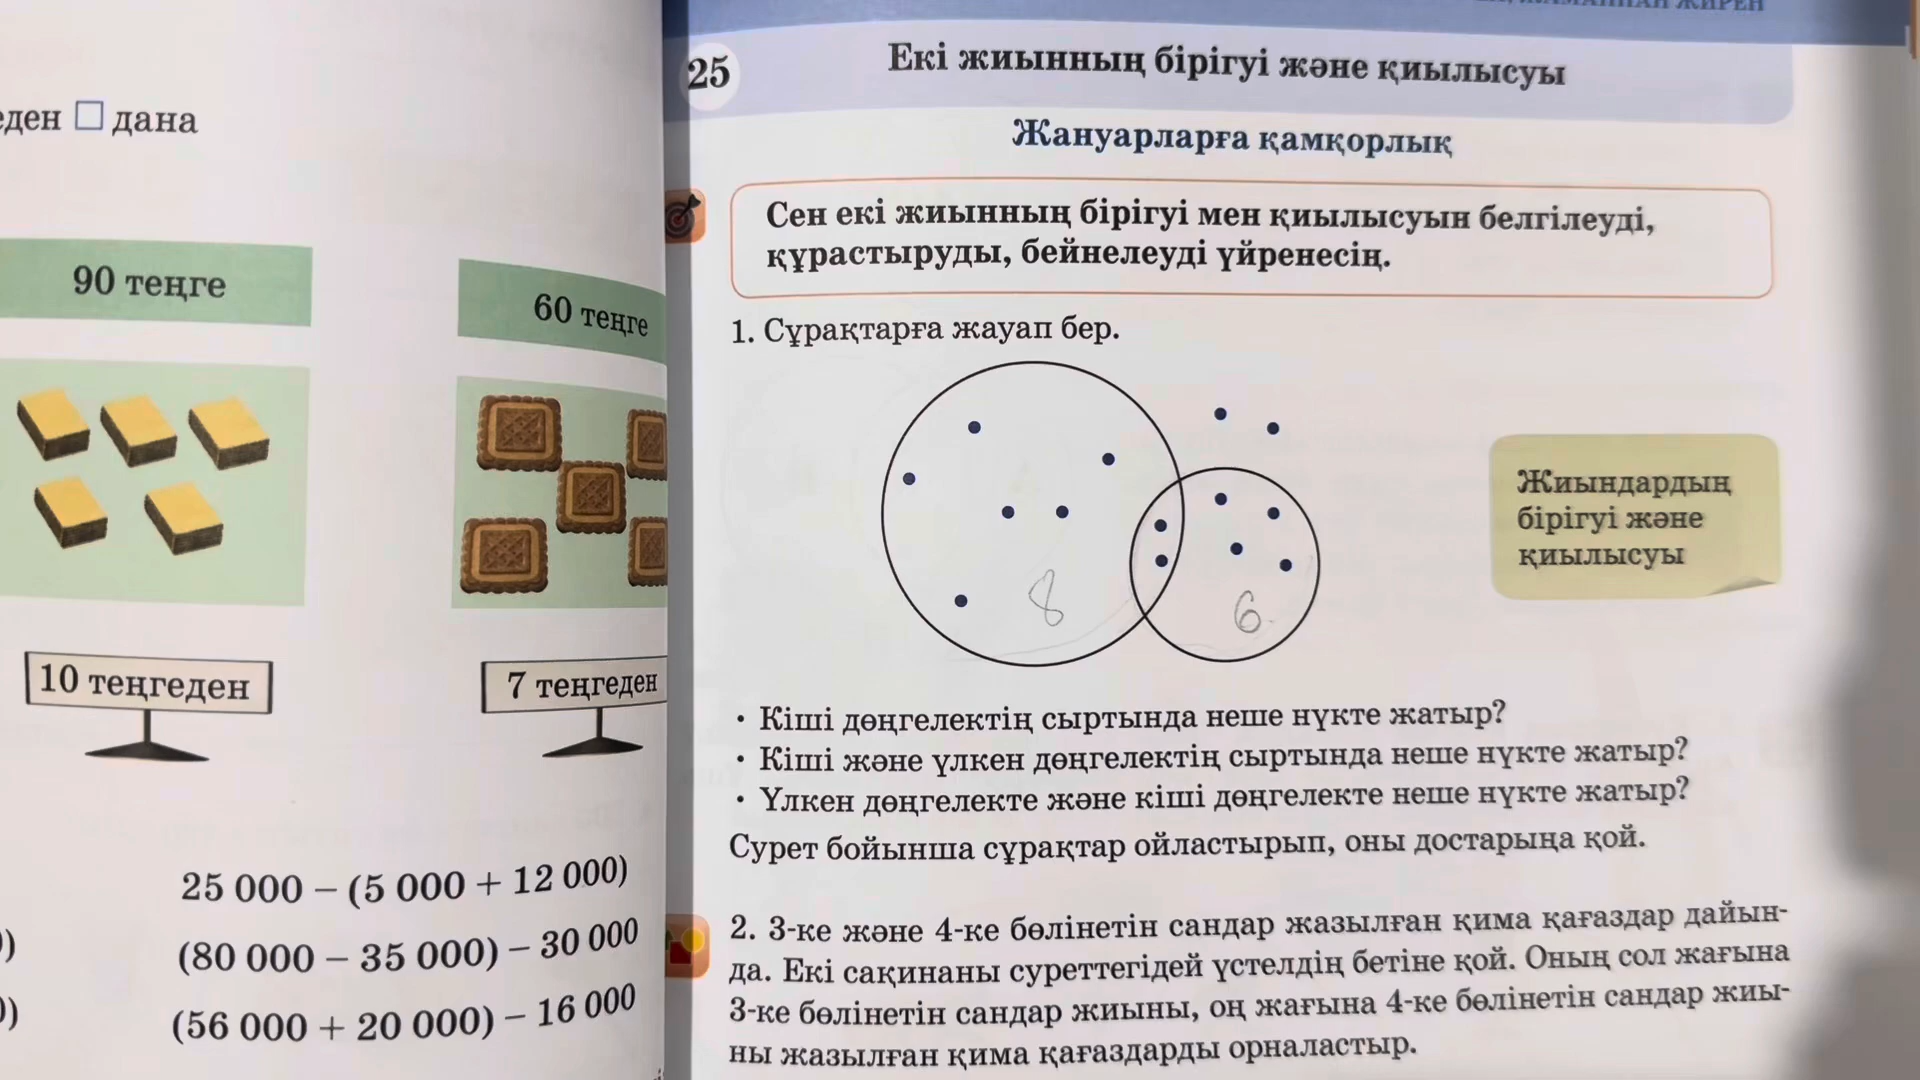 еден □ дана
90 теңге
60 теңге
10 теңгеден
7 теңгеден
25 000 – (5 000 + 12 000)
(80 000 – 35 000) – 30 000
(56 000 + 20 000) – 16 000
ЖАМАННАН ЖИРЕН
25
Екі жиынның бірігуі және қиылысуы
Жануарларға қамқорлық
Сен екі жиынның бірігуі мен қиылысуын белгілеуді,
құрастыруды, бейнелеуді үйренесің.
1. Сұрақтарға жауап бер.
8
6
Жиындардың
бірігуі және
қиылысуы
• Кіші дөңгелектің сыртында неше нүкте жатыр?
• Кіші және үлкен дөңгелектің сыртында неше нүкте жатыр?
• Үлкен дөңгелекте және кіші дөңгелекте неше нүкте жатыр?
Сурет бойынша сұрақтар ойластырып, оны достарыңа қой.
2. 3-ке және 4-ке бөлінетін сандар жазылған қима қағаздар дайын-
да. Екі сақинаны суреттегідей үстелдің бетіне қой. Оның сол жағына
3-ке бөлінетін сандар жиыны, оң жағына 4-ке бөлінетін сандар жиы-
ны жазылған қима қағаздарды орналастыр.